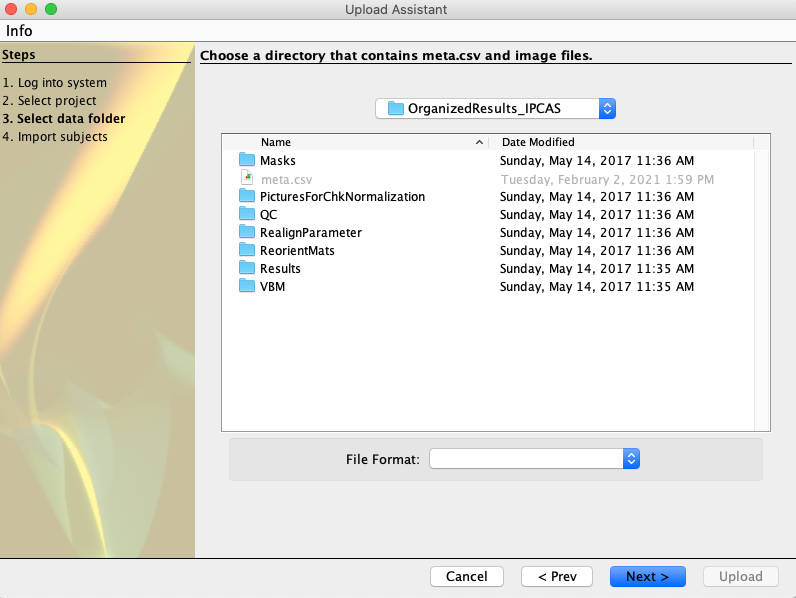 Upload Assistant
Info
Steps
1. Log into system
2. Select project
3. Select data folder
4. Import subjects
Choose a directory that contains meta.csv and image files.
OrganizedResults_IPCAS
Name Date Modified
Masks Sunday, May 14, 2017 11:36 AM
meta.csv Tuesday, February 2, 2021 1:59 PM
PicturesForChkNormalization Sunday, May 14, 2017 11:36 AM
QC Sunday, May 14, 2017 11:36 AM
RealignParameter Sunday, May 14, 2017 11:36 AM
ReorientMats Sunday, May 14, 2017 11:36 AM
Results Sunday, May 14, 2017 11:35 AM
VBM Sunday, May 14, 2017 11:35 AM
File Format:
Cancel < Prev Next > Upload